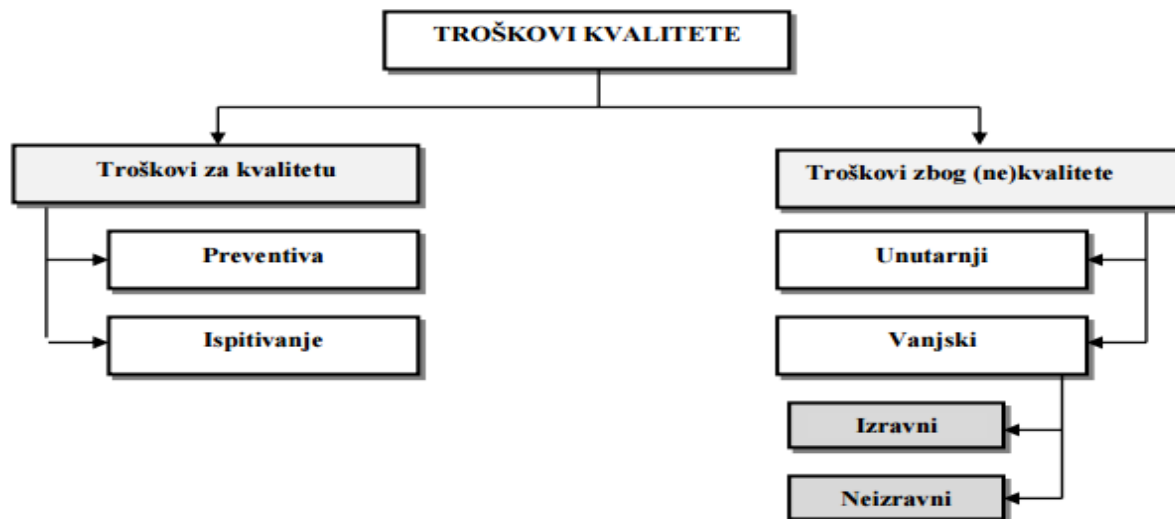 TROŠKOVI KVALITETE
Troškovi za kvalitetu
Preventiva
Ispitivanje
Troškovi zbog (ne)kvalitete
Unutarnji
Vanjski
Izravni
Neizravni